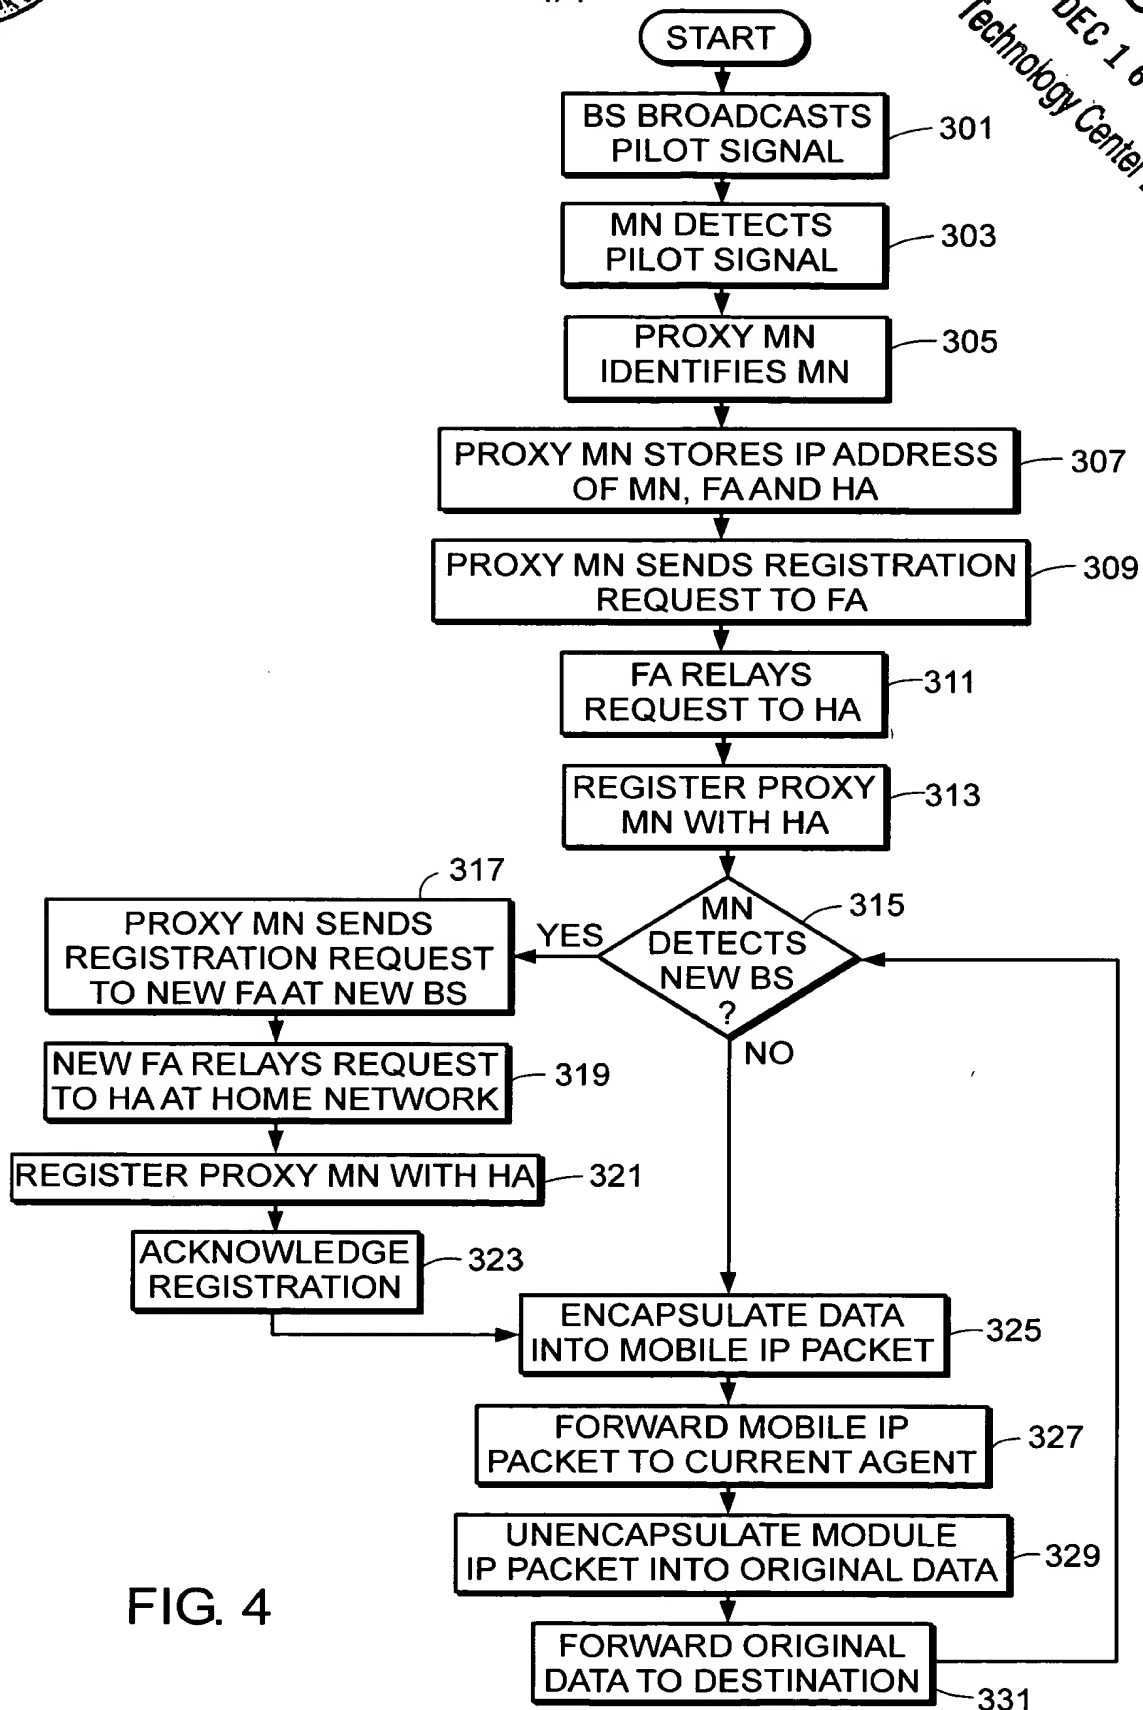 DEC 16
Technology Center
START
BS BROADCASTS
PILOT SIGNAL
301
MN DETECTS
PILOT SIGNAL
303
PROXY MN
IDENTIFIES MN
305
PROXY MN STORES IP ADDRESS
OF MN, FA AND HA
307
PROXY MN SENDS REGISTRATION
REQUEST TO FA
309
FA RELAYS
REQUEST TO HA
311
REGISTER PROXY
MN WITH HA
313
MN
DETECTS
NEW BS
?
315
YES
NO
317
PROXY MN SENDS
REGISTRATION REQUEST
TO NEW FA AT NEW BS
NEW FA RELAYS REQUEST
TO HA AT HOME NETWORK
319
REGISTER PROXY MN WITH HA
321
ACKNOWLEDGE
REGISTRATION
323
ENCAPSULATE DATA
INTO MOBILE IP PACKET
325
FORWARD MOBILE IP
PACKET TO CURRENT AGENT
327
UNENCAPSULATE MODULE
IP PACKET INTO ORIGINAL DATA
329
FORWARD ORIGINAL
DATA TO DESTINATION
331
FIG. 4